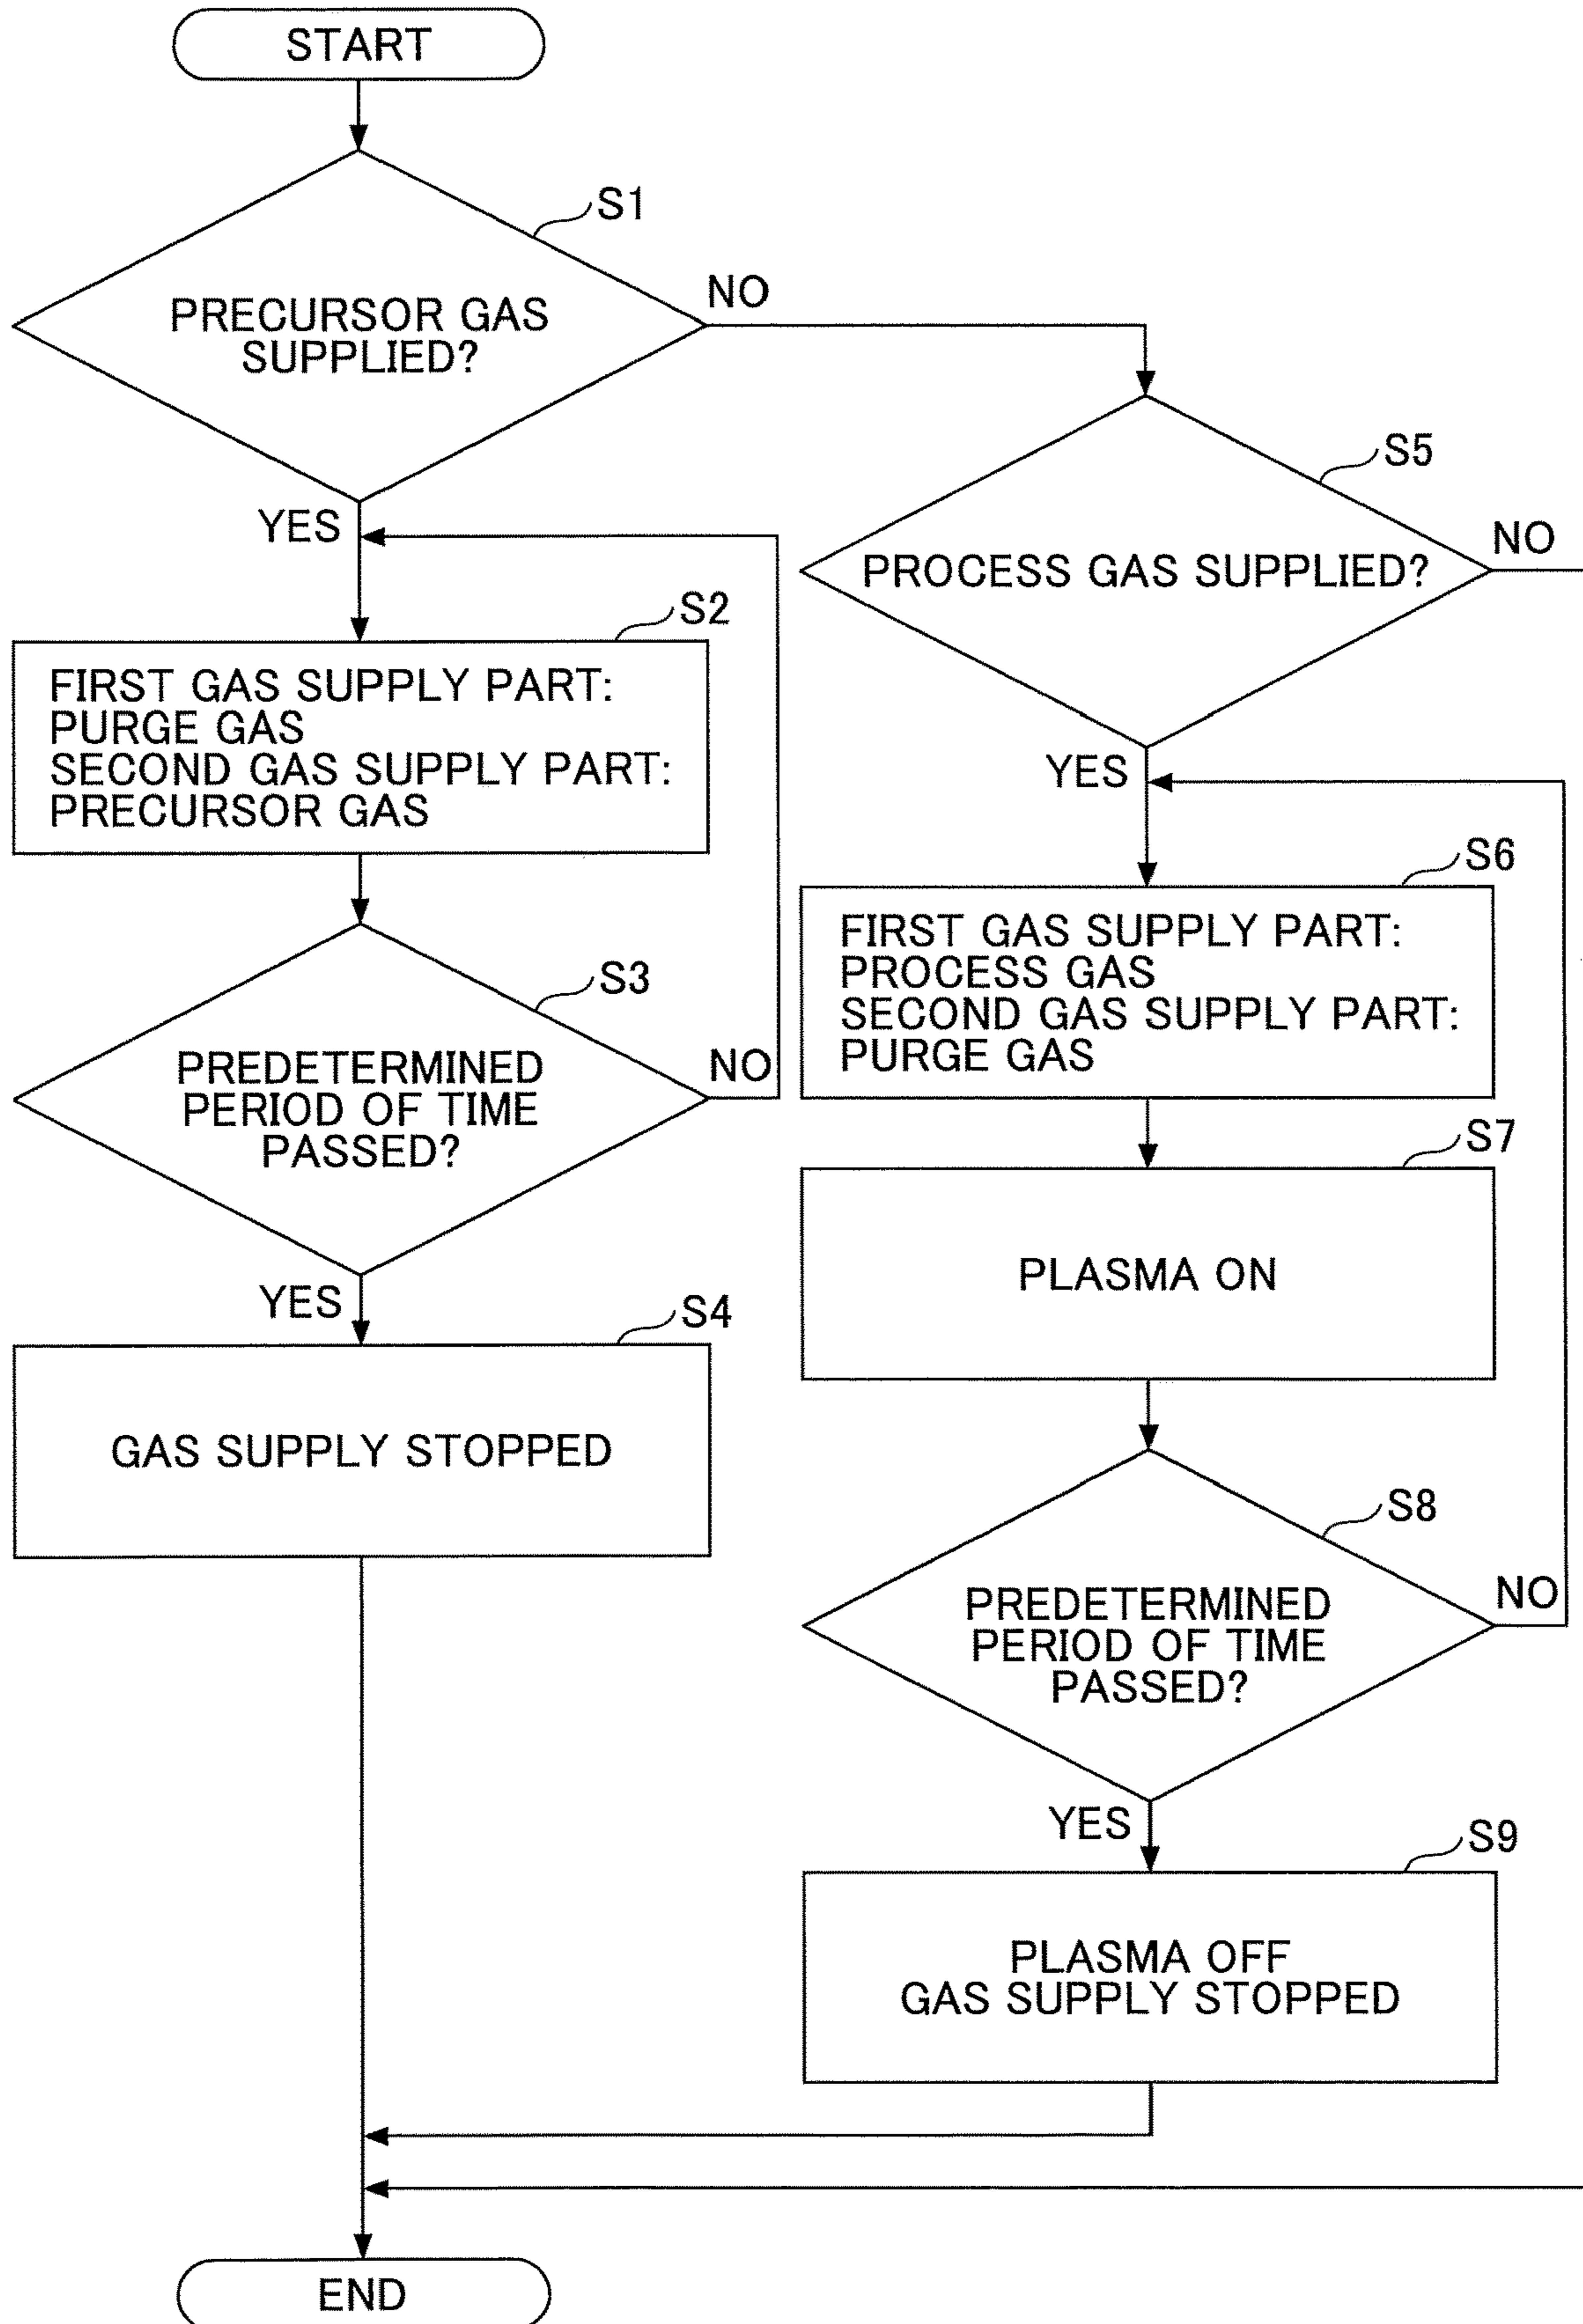 START
S1
PRECURSOR GAS
SUPPLIED?
NO
YES
S2
FIRST GAS SUPPLY PART:
PURGE GAS
SECOND GAS SUPPLY PART:
PRECURSOR GAS
S3
PREDETERMINED
PERIOD OF TIME
PASSED?
NO
YES
S4
GAS SUPPLY STOPPED
S5
PROCESS GAS SUPPLIED?
NO
YES
S6
FIRST GAS SUPPLY PART:
PROCESS GAS
SECOND GAS SUPPLY PART:
PURGE GAS
S7
PLASMA ON
S8
PREDETERMINED
PERIOD OF TIME
PASSED?
NO
YES
S9
PLASMA OFF
GAS SUPPLY STOPPED
END